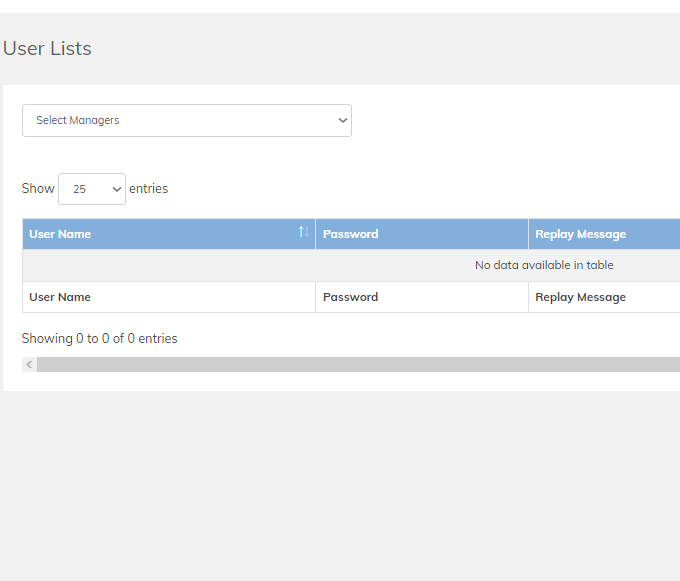 User Lists
Select Managers
Show 25 entries
User Name Password Replay Message
No data available in table
User Name Password Replay Message
Showing 0 to 0 of 0 entries